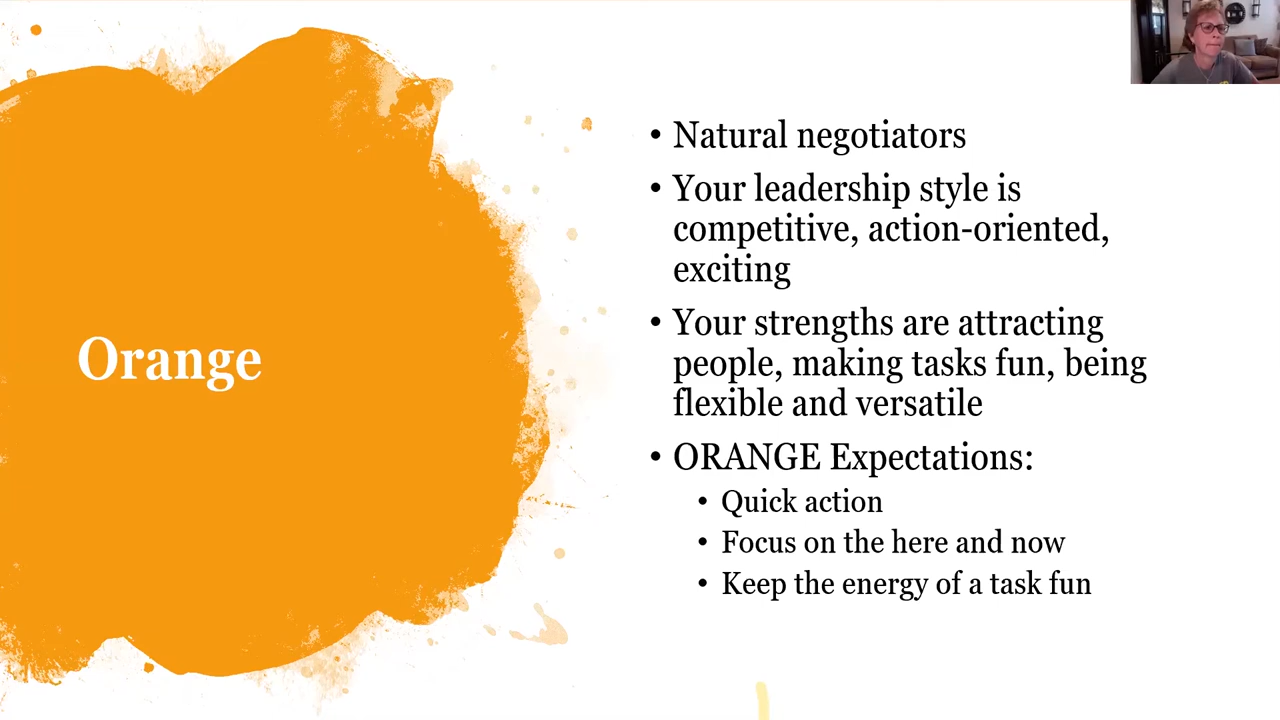 Orange
• Natural negotiators
• Your leadership style is
competitive, action-oriented,
exciting
• Your strengths are attracting
people, making tasks fun, being
flexible and versatile
• ORANGE Expectations:
• Quick action
• Focus on the here and now
• Keep the energy of a task fun